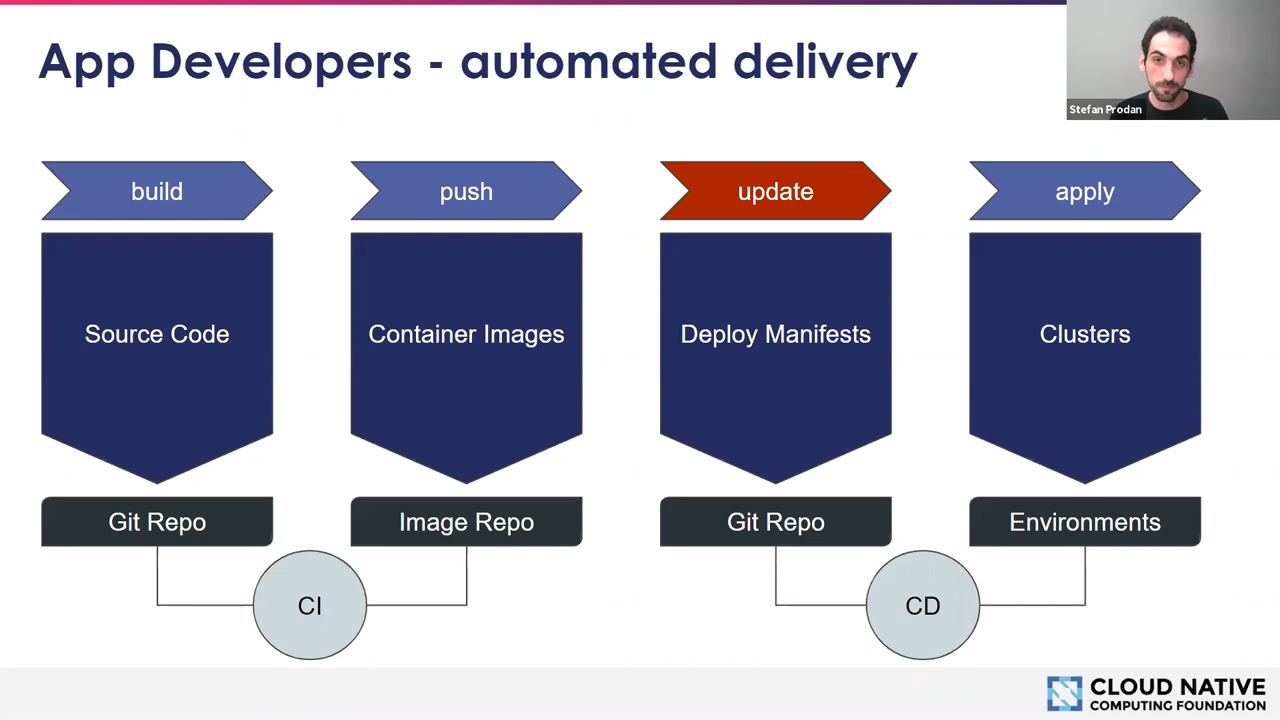 App Developers - automated delivery
Stefan Prodan
build
push
update
apply
Source Code
Container Images
Deploy Manifests
Clusters
Git Repo
Image Repo
Git Repo
Environments
CI
CD
CLOUD NATIVE
COMPUTING FOUNDATION